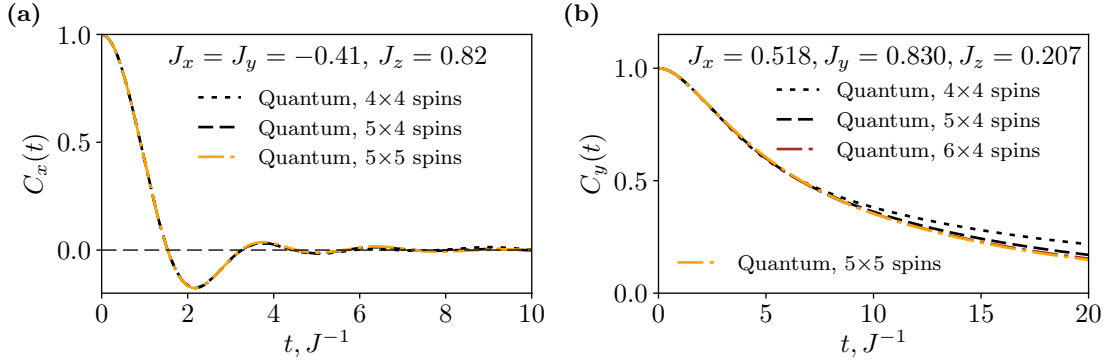 (a)
J_x = J_y = −0.41, J_z = 0.82
Quantum, 4×4 spins
Quantum, 5×4 spins
Quantum, 5×5 spins
C_x(t)
1.0
0.5
0.0
0 2 4 6 8 10
t, J^{−1}
(b)
J_x = 0.518, J_y = 0.830, J_z = 0.207
Quantum, 4×4 spins
Quantum, 5×4 spins
Quantum, 6×4 spins
Quantum, 5×5 spins
C_y(t)
1.0
0.5
0.0
0 5 10 15 20
t, J^{−1}